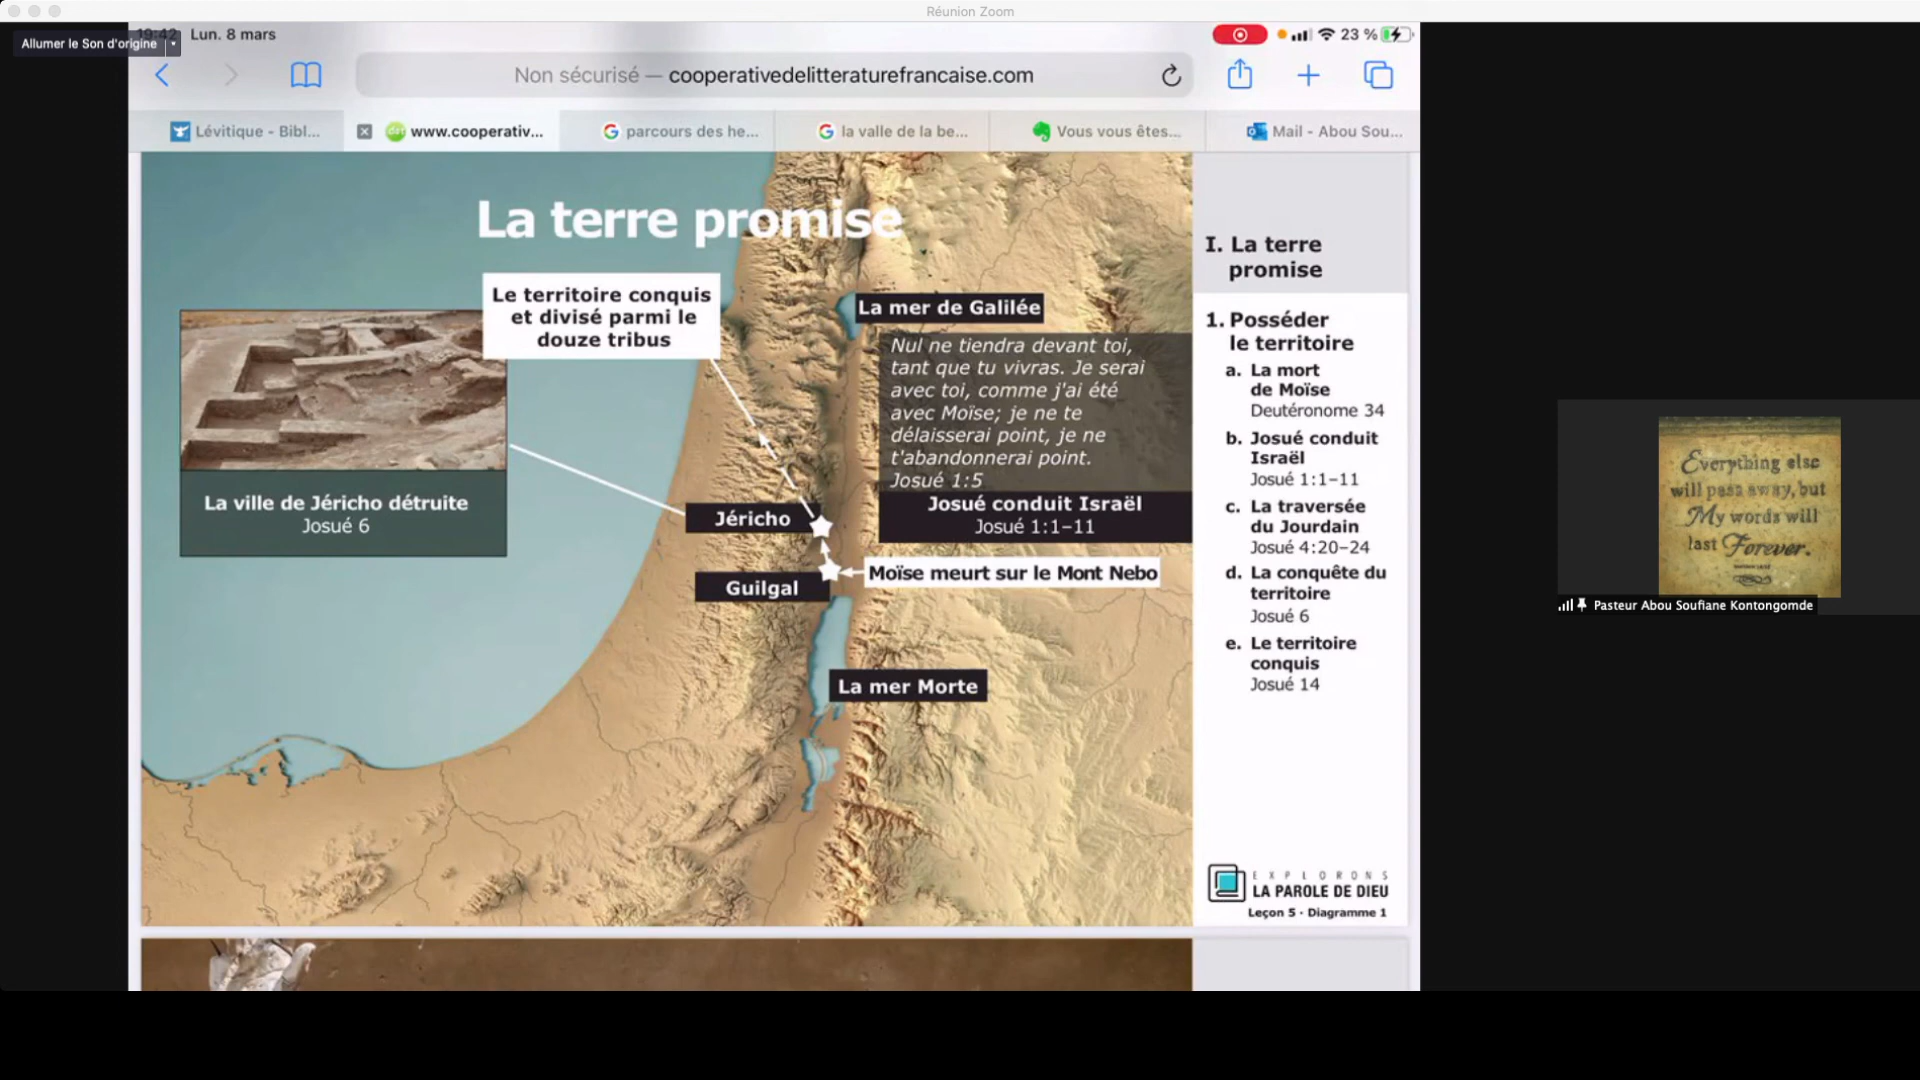 Réunion Zoom
19:42 Lun. 8 mars
23 %
Allumer le Son d'origine
Non sécurisé — cooperativedelitteraturefrancaise.com
Lévitique - Bibl...
www.cooperativ...
parcours des he...
la valle de la be...
Vous vous êtes...
Mail - Abou Sou...
La terre promise
Le territoire conquis
et divisé parmi le
douze tribus
La mer de Galilée
Nul ne tiendra devant toi,
tant que tu vivras. Je serai
avec toi, comme j'ai été
avec Moïse; je ne te
délaisserai point, je ne
t'abandonnerai point.
Josué 1:5
Josué conduit Israël
Josué 1:1–11
La ville de Jéricho détruite
Josué 6
Jéricho
Guilgal
Moïse meurt sur le Mont Nebo
La mer Morte
I. La terre
promise
1. Posséder
le territoire
a. La mort
de Moïse
Deutéronome 34
b. Josué conduit
Israël
Josué 1:1–11
c. La traversée
du Jourdain
Josué 4:20–24
d. La conquête du
territoire
Josué 6
e. Le territoire
conquis
Josué 14
EXPLORONS
LA PAROLE DE DIEU
Leçon 5 · Diagramme 1
Everything else
will pass away, but
My words will
last Forever.
Pasteur Abou Soufiane Kontongomde